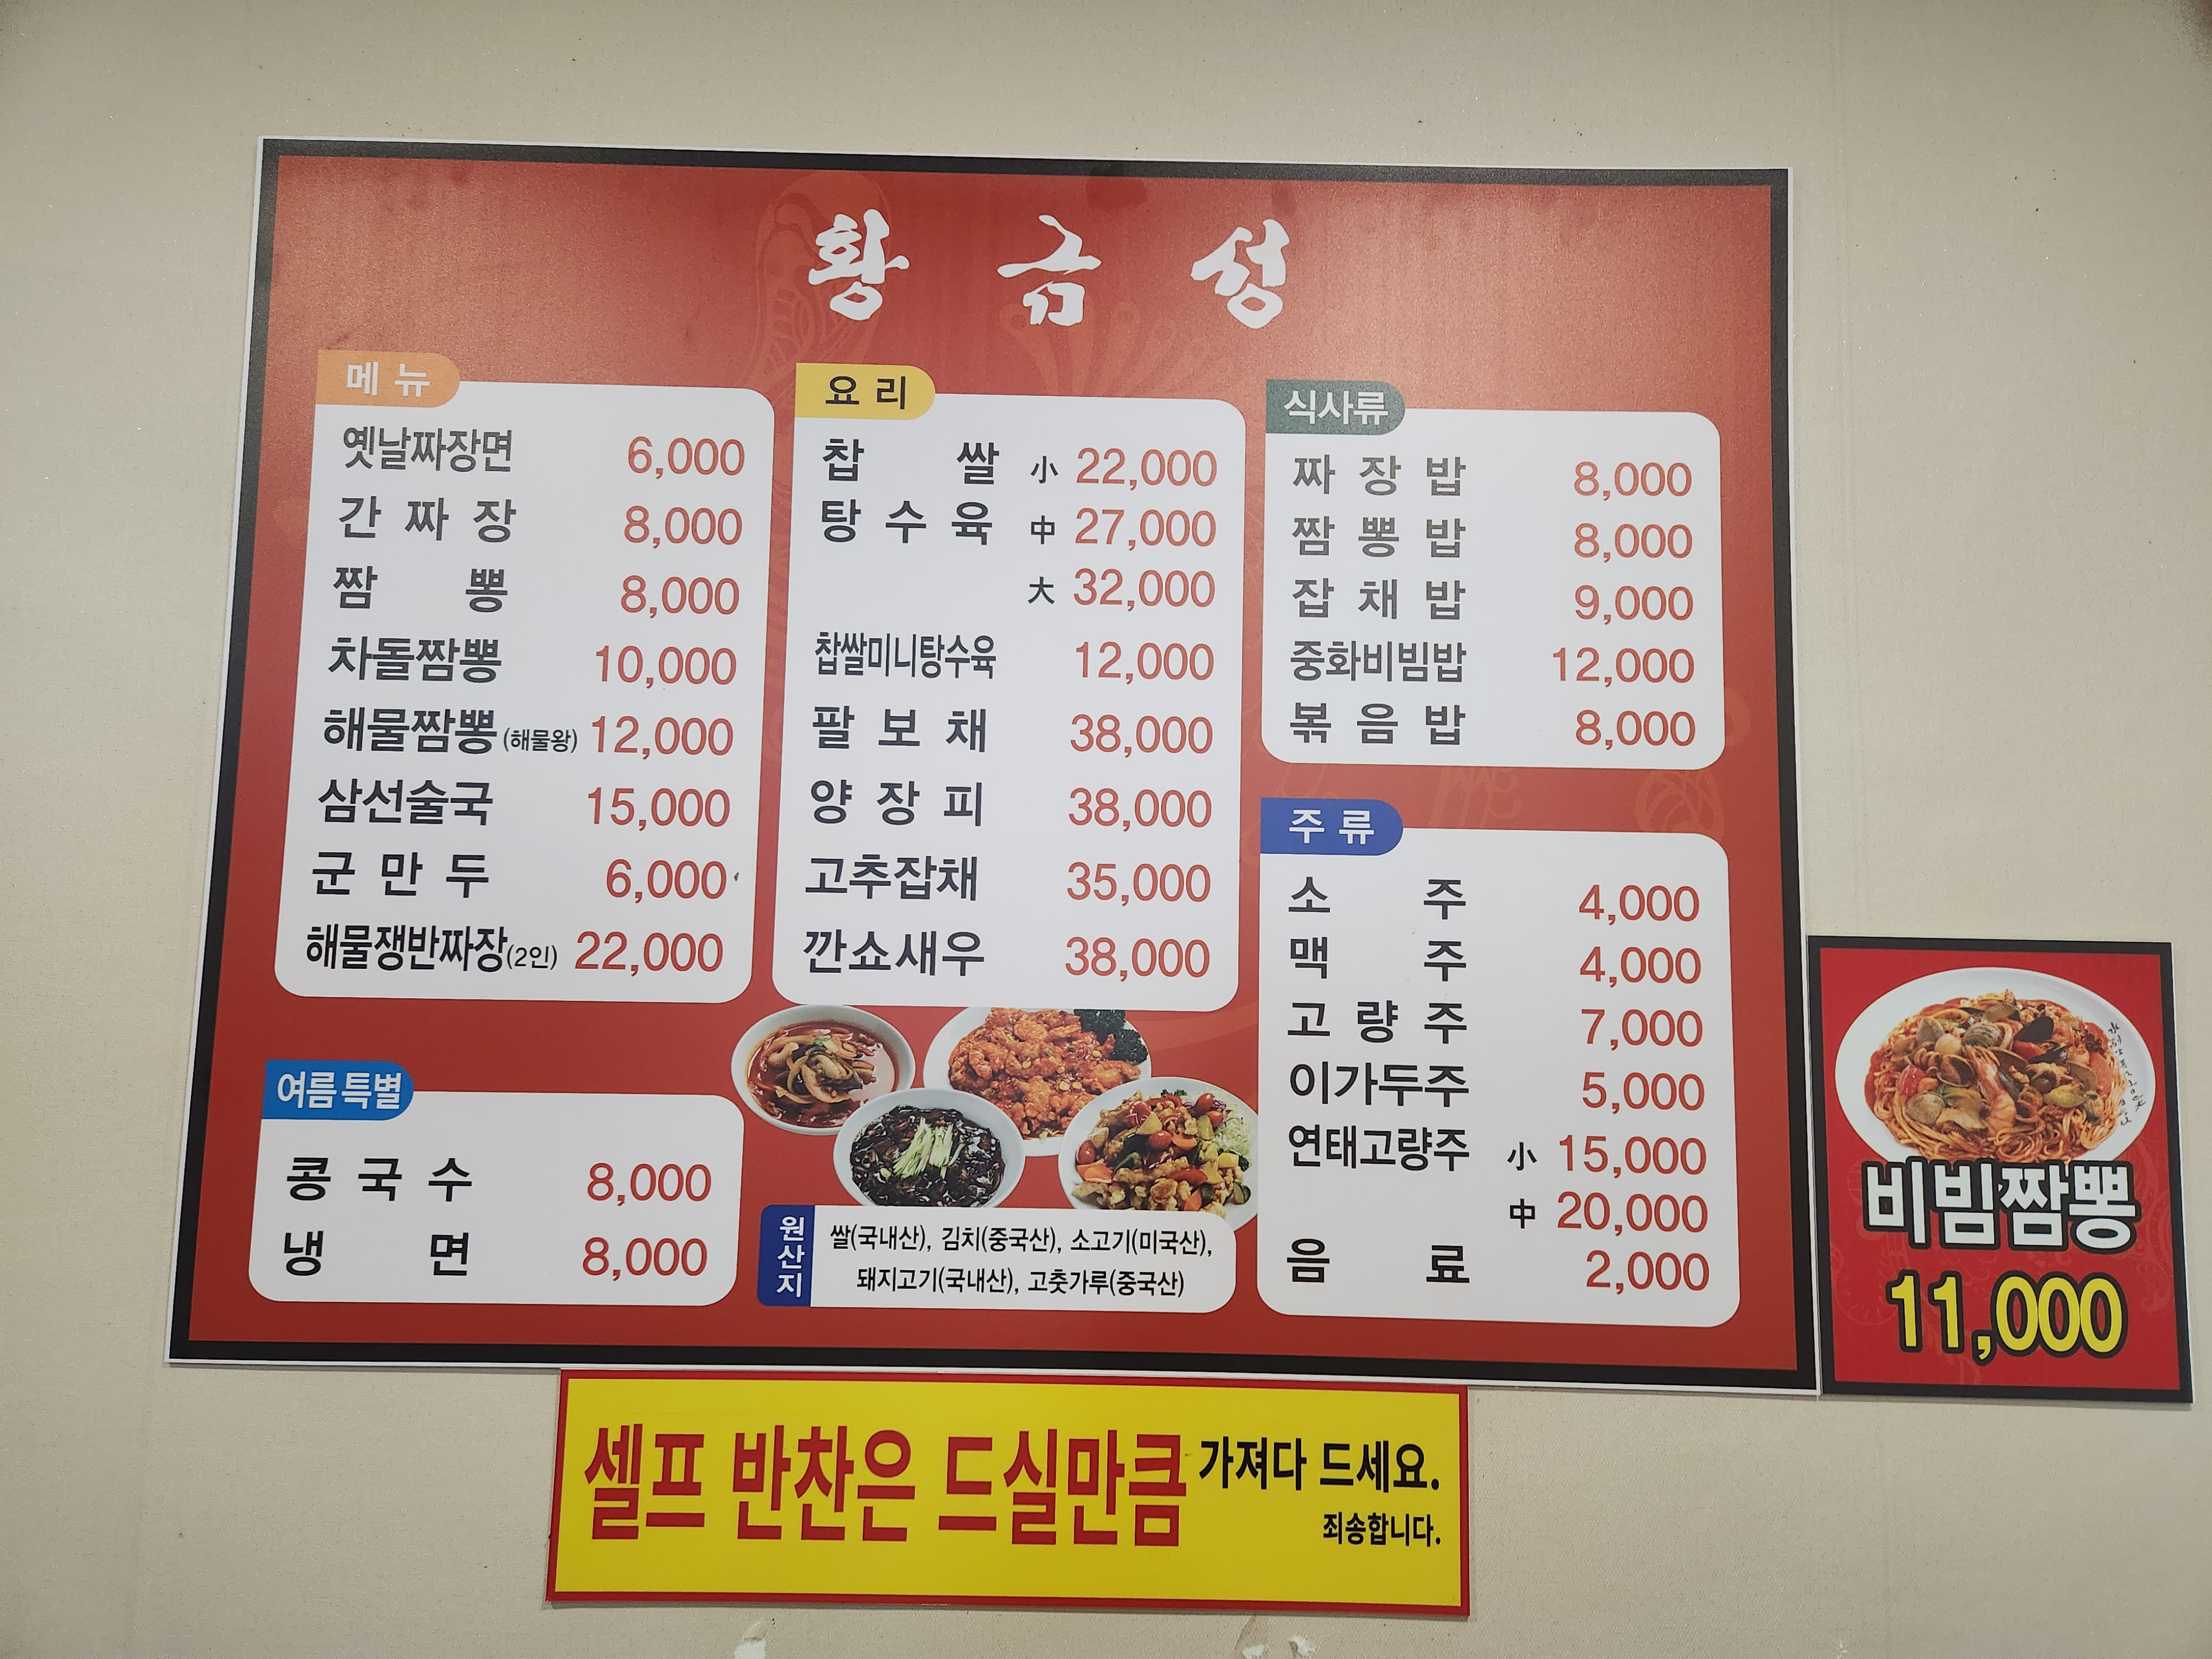 황금성
메뉴
옛날짜장면 6,000
간짜장 8,000
짬뽕 8,000
차돌짬뽕 10,000
해물짬뽕(해물왕) 12,000
삼선술국 15,000
군만두 6,000
해물쟁반짜장(2인) 22,000
여름특별
콩국수 8,000
냉면 8,000
요리
찹쌀 小 22,000
탕수육 中 27,000
大 32,000
찹쌀미니탕수육 12,000
팔보채 38,000
양장피 38,000
고추잡채 35,000
깐쇼새우 38,000
원산지
쌀(국내산), 김치(중국산), 소고기(미국산),
돼지고기(국내산), 고춧가루(중국산)
식사류
짜장밥 8,000
짬뽕밥 8,000
잡채밥 9,000
중화비빔밥 12,000
볶음밥 8,000
주류
소주 4,000
맥주 4,000
고량주 7,000
이가두주 5,000
연태고량주 小 15,000
中 20,000
음료 2,000
비빔짬뽕
11,000
셀프 반찬은 드실만큼 가져다 드세요.
죄송합니다.